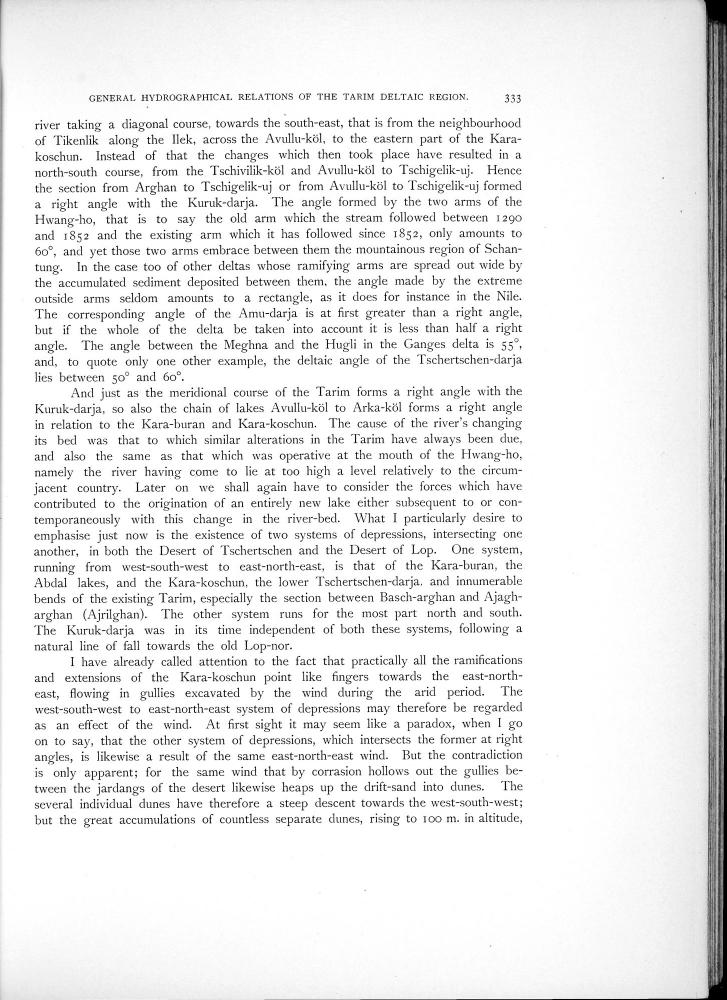 GENERAL HYDROGRAPHICAL RELATIONS OF THE TARIM DELTAIC REGION. 333
river taking a diagonal course, towards the south-east, that is from the neighbourhood
of Tikenlik along the Ilek, across the Avullu-köl, to the eastern part of the Kara-
koschun. Instead of that the changes which then took place have resulted in a
north-south course, from the Tschivilik-köl and Avullu-köl to Tschigelik-uj. Hence
the section from Arghan to Tschigelik-uj or from Avullu-köl to Tschigelik-uj formed
a right angle with the Kuruk-darja. The angle formed by the two arms of the
Hwang-ho, that is to say the old arm which the stream followed between 1290
and 1852 and the existing arm which it has followed since 1852, only amounts to
60°, and yet those two arms embrace between them the mountainous region of Schan-
tung. In the case too of other deltas whose ramifying arms are spread out wide by
the accumulated sediment deposited between them, the angle made by the extreme
outside arms seldom amounts to a rectangle, as it does for instance in the Nile.
The corresponding angle of the Amu-darja is at first greater than a right angle,
but if the whole of the delta be taken into account it is less than half a right
angle. The angle between the Meghna and the Hugli in the Ganges delta is 55°,
and, to quote only one other example, the deltaic angle of the Tschertschen-darja
lies between 50° and 60°.
And just as the meridional course of the Tarim forms a right angle with the
Kuruk-darja, so also the chain of lakes Avullu-köl to Arka-köl forms a right angle
in relation to the Kara-buran and Kara-koschun. The cause of the river's changing
its bed was that to which similar alterations in the Tarim have always been due,
and also the same as that which was operative at the mouth of the Hwang-ho,
namely the river having come to lie at too high a level relatively to the circum-
jacent country. Later on we shall again have to consider the forces which have
contributed to the origination of an entirely new lake either subsequent to or con-
temporaneously with this change in the river-bed. What I particularly desire to
emphasise just now is the existence of two systems of depressions, intersecting one
another, in both the Desert of Tschertschen and the Desert of Lop. One system,
running from west-south-west to east-north-east, is that of the Kara-buran, the
Abdal lakes, and the Kara-koschun, the lower Tschertschen-darja. and innumerable
bends of the existing Tarim, especially the section between Basch-arghan and Ajagh-
arghan (Ajrilghan). The other system runs for the most part north and south.
The Kuruk-darja was in its time independent of both these systems, following a
natural line of fall towards the old Lop-nor.
I have already called attention to the fact that practically all the ramifications
and extensions of the Kara-koschun point like fingers towards the east-north-
east, flowing in gullies excavated by the wind during the arid period. The
west-south-west to east-north-east system of depressions may therefore be regarded
as an effect of the wind. At first sight it may seem like a paradox, when I go
on to say, that the other system of depressions, which intersects the former at right
angles, is likewise a result of the same east-north-east wind. But the contradiction
is only apparent; for the same wind that by corrasion hollows out the gullies be-
tween the jardangs of the desert likewise heaps up the drift-sand into dunes. The
several individual dunes have therefore a steep descent towards the west-south-west;
but the great accumulations of countless separate dunes, rising to 100 m. in altitude,